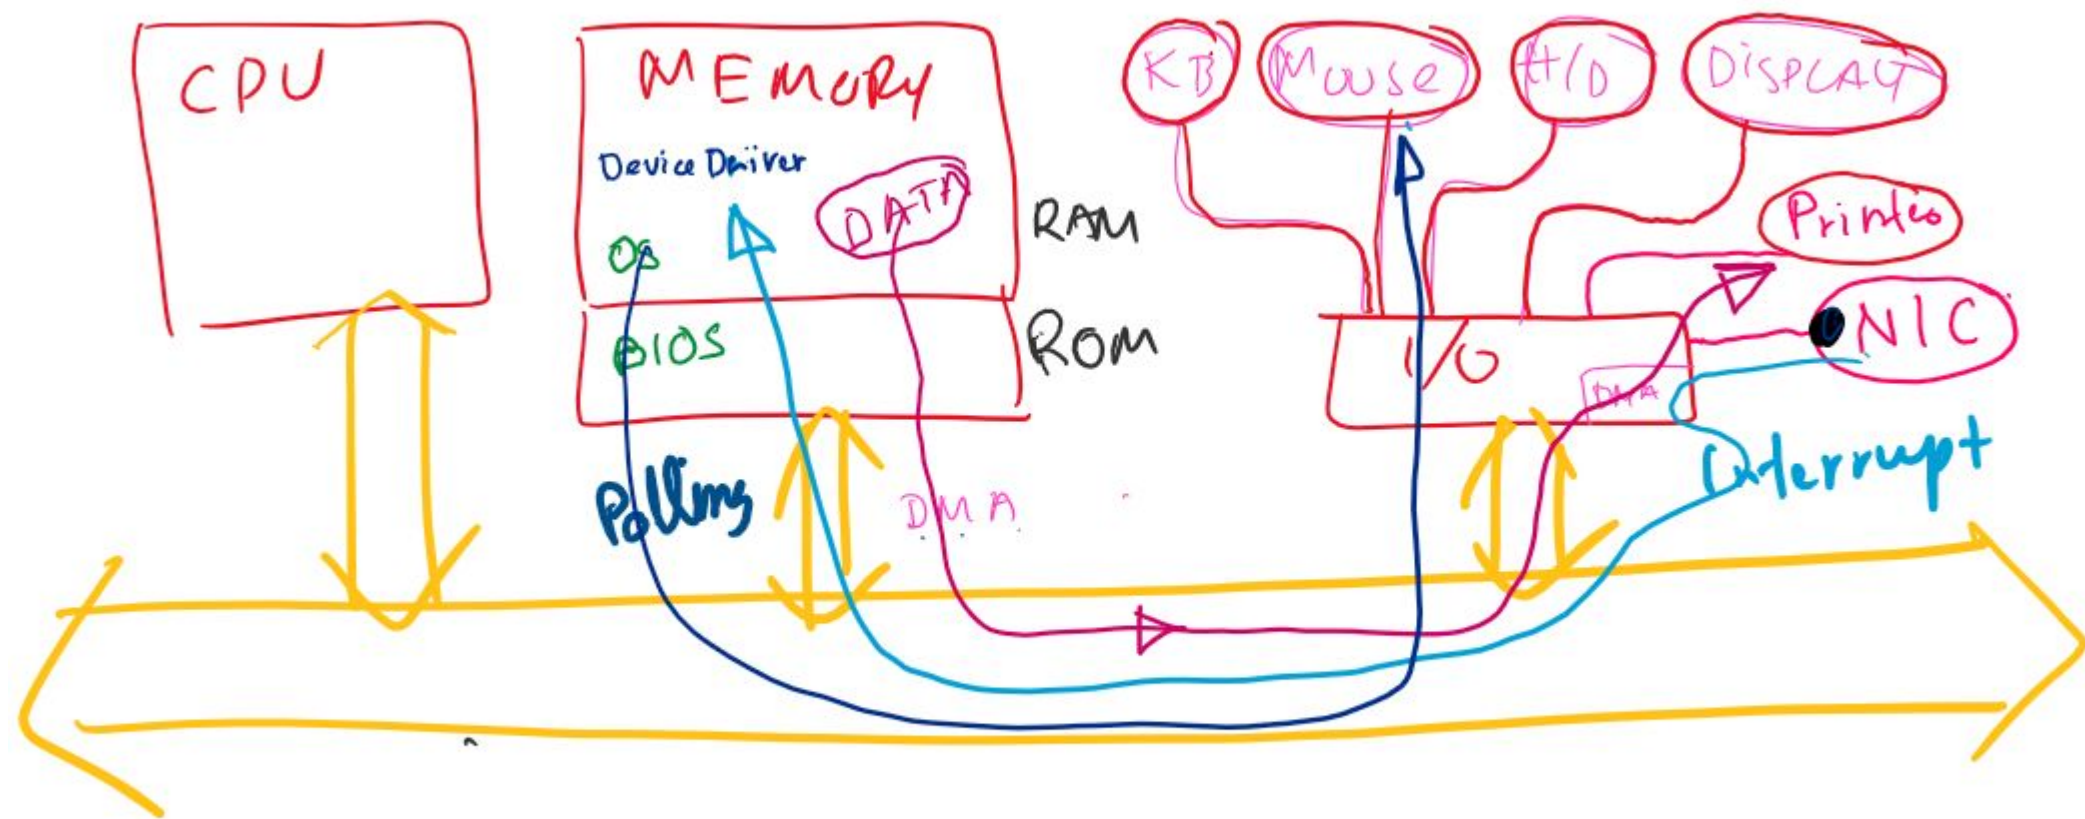 CPU
MEMORY
Device Driver
DATA
OS
RAM
BIOS
ROM
KB
Mouse
H/D
DISPLAY
Printer
NIC
I/O
DMA
Polling
DMA
Interrupt